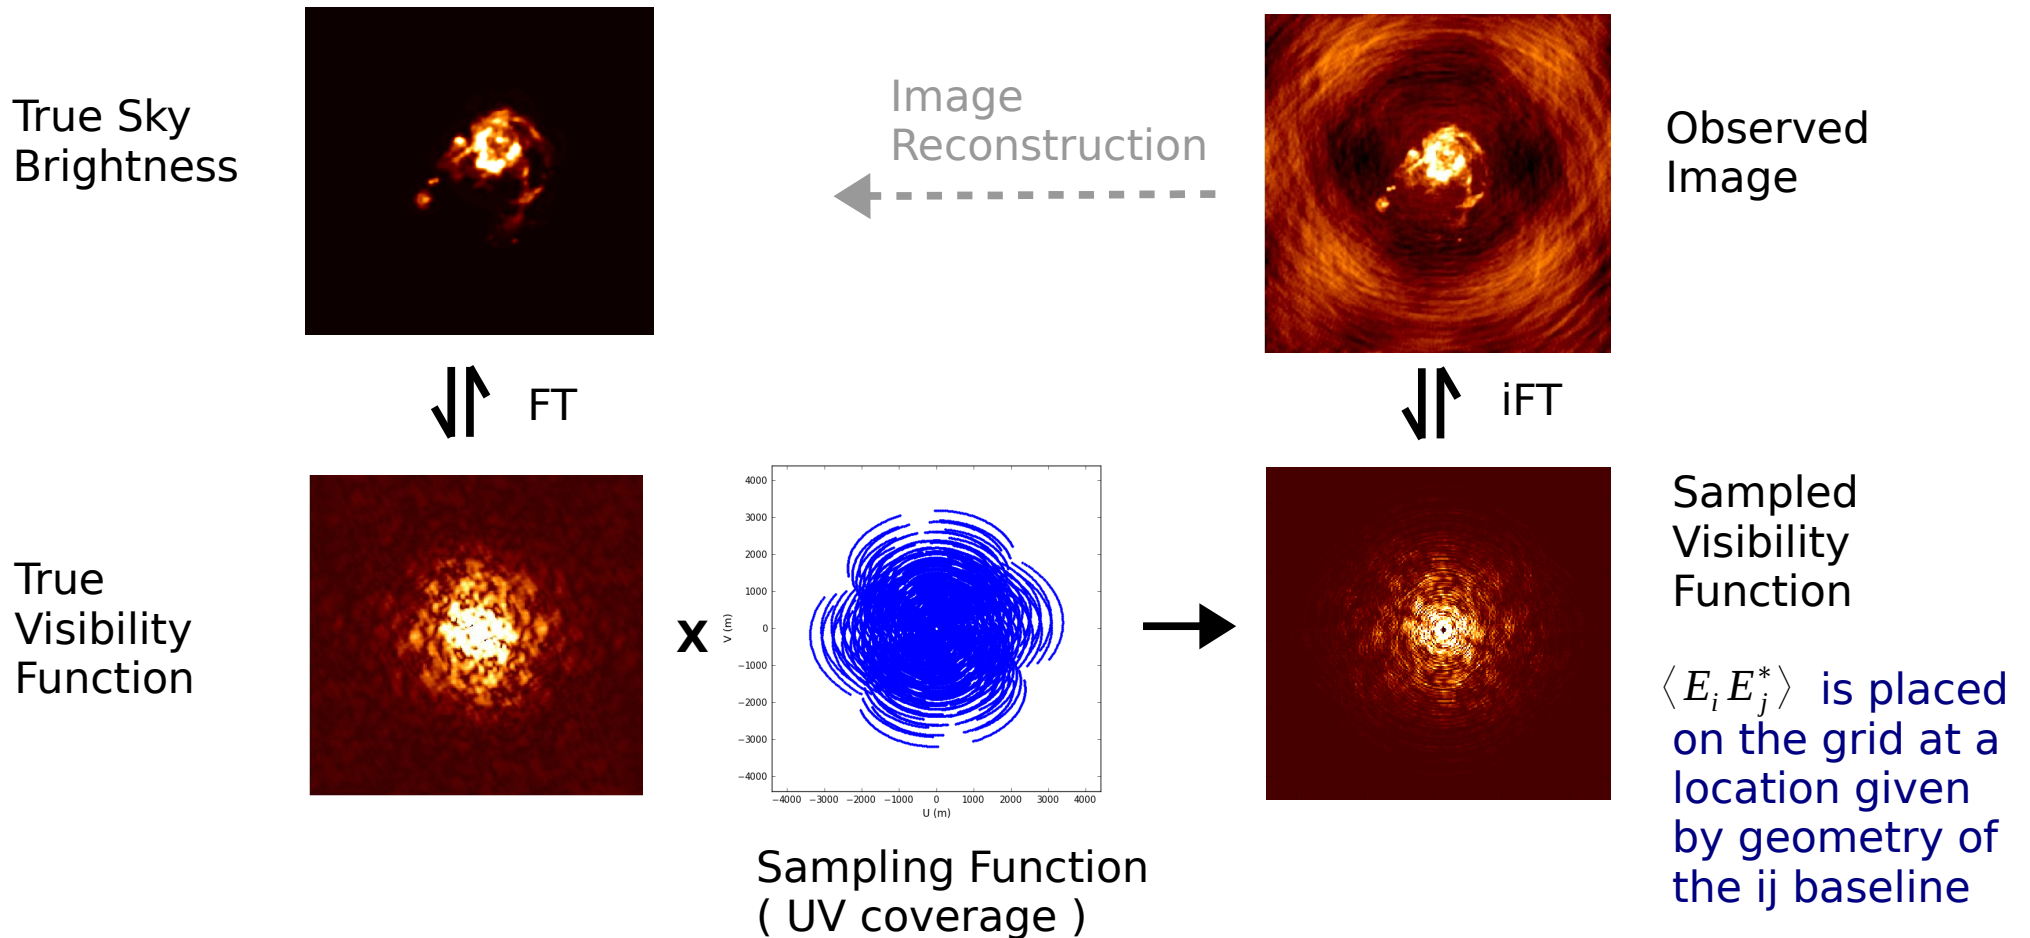 True Sky
Brightness
Image
Reconstruction
Observed
Image
FT
iFT
True
Visibility
Function
x
4000
3000
2000
1000
0
−1000
−2000
−3000
−4000
V (m)
−4000 −3000 −2000 −1000 0 1000 2000 3000 4000
U (m)
Sampling Function
( UV coverage )
Sampled
Visibility
Function
⟨E_i E_j^*⟩ is placed
on the grid at a
location given
by geometry of
the ij baseline